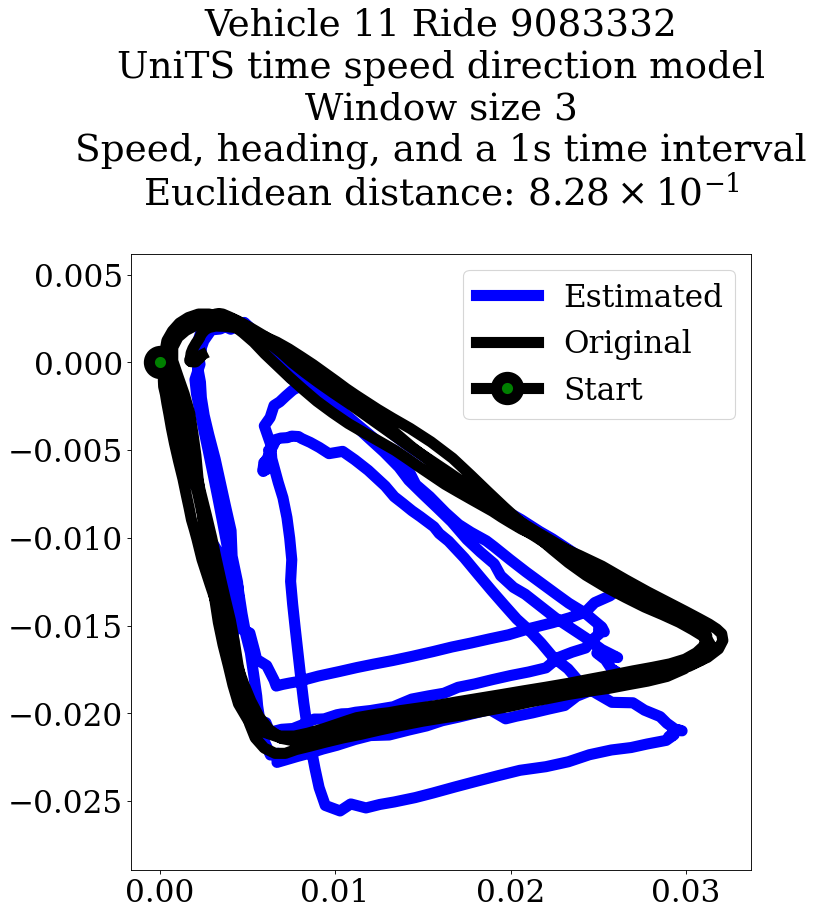 Vehicle 11 Ride 9083332
UniTS time speed direction model
Window size 3
Speed, heading, and a 1s time interval
Euclidean distance: 8.28 × 10⁻¹
Estimated
Original
Start
0.005
0.000
−0.005
−0.010
−0.015
−0.020
−0.025
0.00 0.01 0.02 0.03